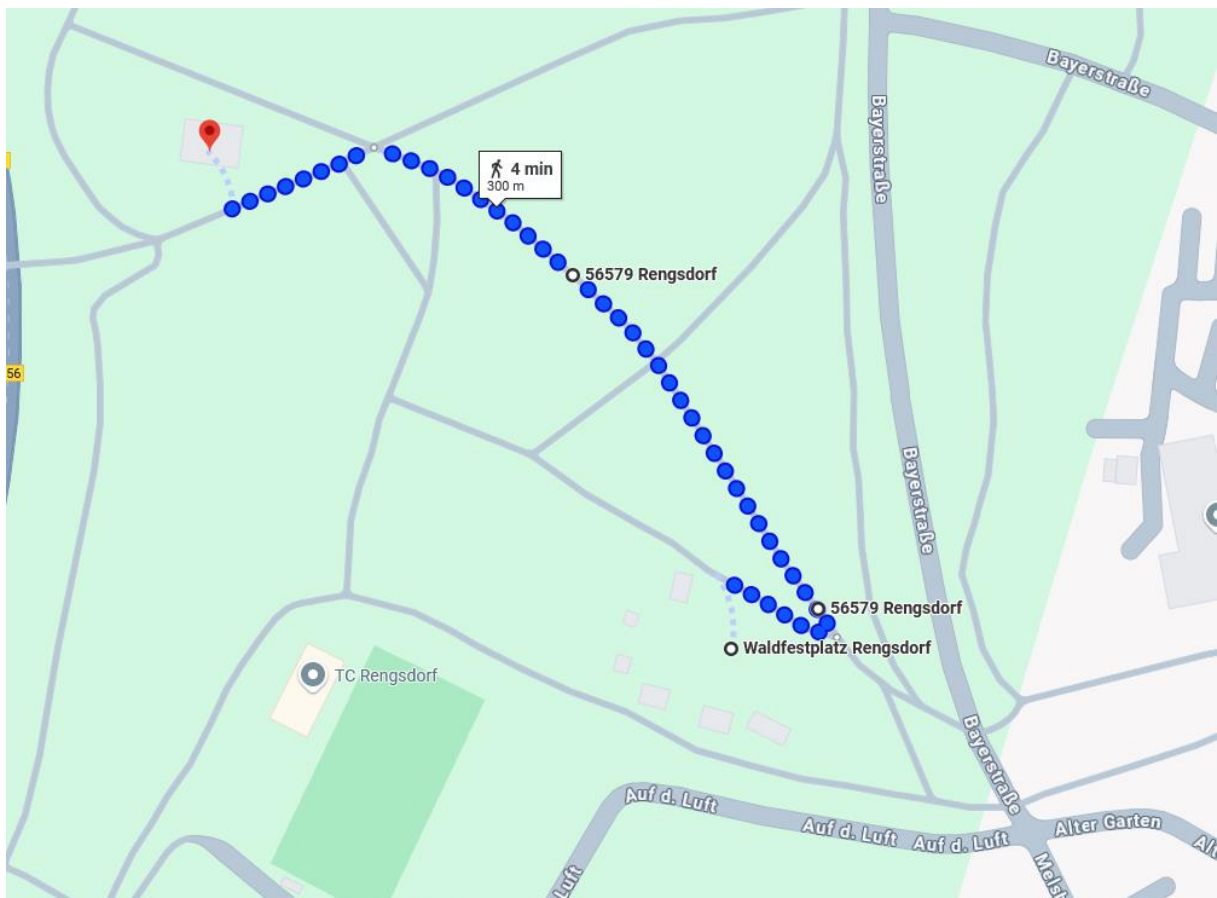 Bayerstraße
Bayerstraße
4 min
300 m
56579 Rengsdorf
56
Bayerstraße
56579 Rengsdorf
Waldfestplatz Rengsdorf
TC Rengsdorf
Bayerstraße
Auf d. Luft
Auf d. Luft
Auf d. Luft
Alter Garten
Luft